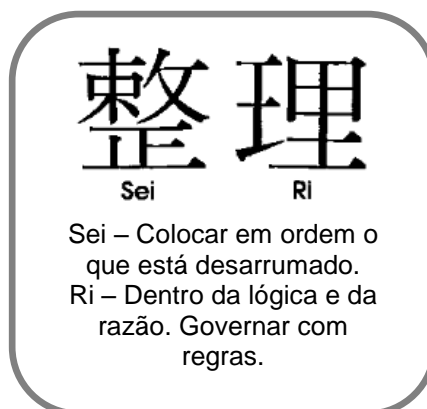 整理
Sei Ri
Sei – Colocar em ordem o
que está desarrumado.
Ri – Dentro da lógica e da
razão. Governar com
regras.